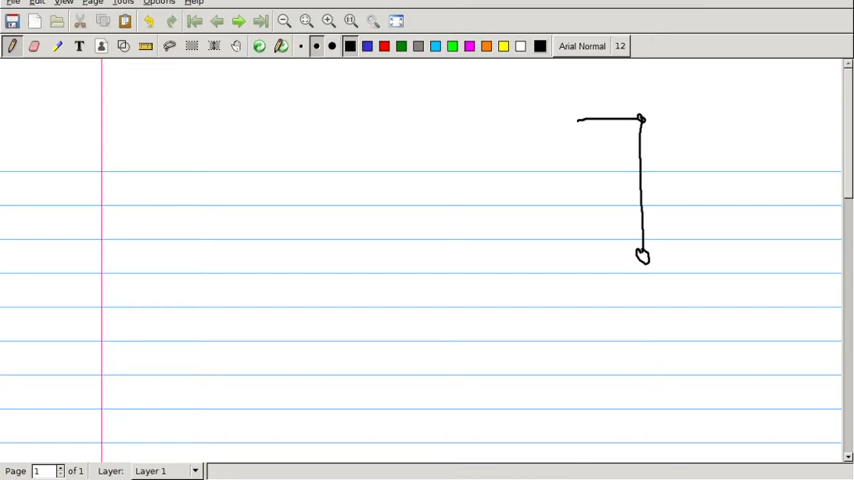 File Edit View Page Tools Options Help
Arial Normal 12
Page 1 of 1 Layer: Layer 1